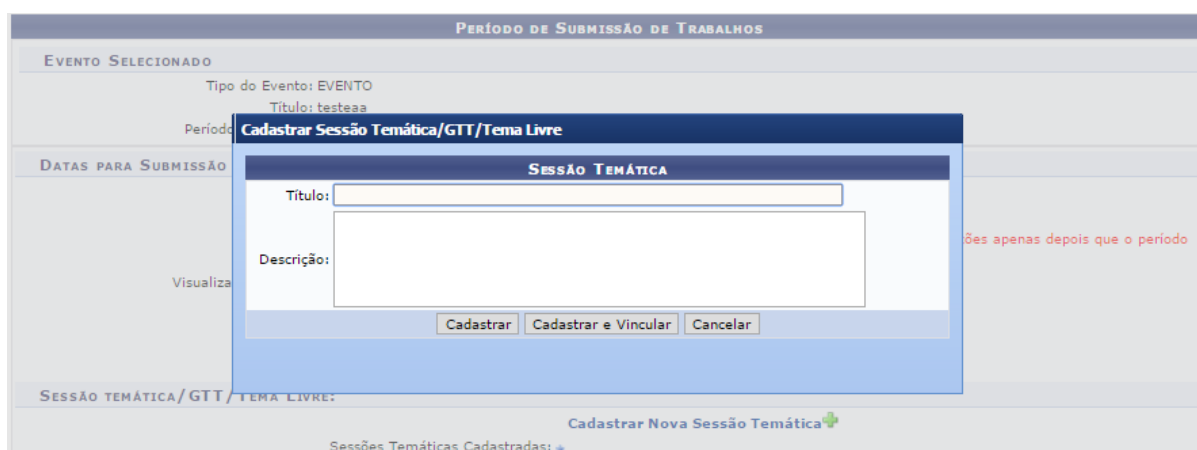 Período de Submissão de Trabalhos
Evento Selecionado
Tipo do Evento: EVENTO
Título: testeaa
Período
Cadastrar Sessão Temática/GTT/Tema Livre
Datas para Submissão
Sessão Temática
Título:
ões apenas depois que o período
Descrição:
Visualiza
Cadastrar Cadastrar e Vincular Cancelar
Sessão temática/GTT/Tema Livre:
Cadastrar Nova Sessão Temática
Sessões Temáticas Cadastradas: